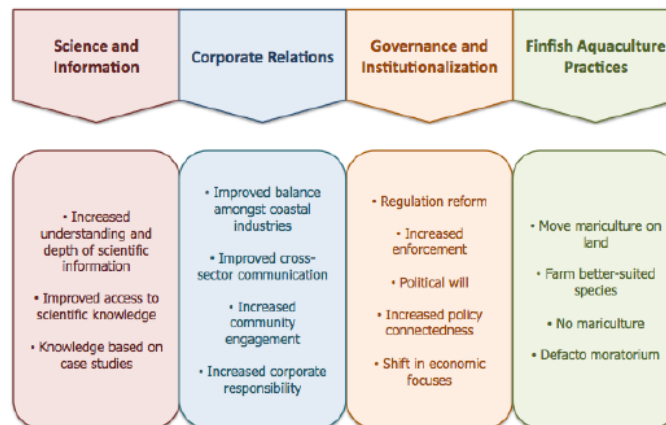 Science and
Information
Corporate Relations
Governance and
Institutionalization
Finfish Aquaculture
Practices
• Increased
understanding and
depth of scientific
information
• Improved access to
scientific knowledge
• Knowledge based on
case studies
• Improved balance
amongst coastal
industries
• Improved cross-
sector communication
• Increased
community
engagement
• Increased corporate
responsibility
• Regulation reform
• Increased
enforcement
• Political will
• Increased policy
connectedness
• Shift in economic
focuses
• Move mariculture on
land
• Farm better-suited
species
• No mariculture
• Defacto moratorium